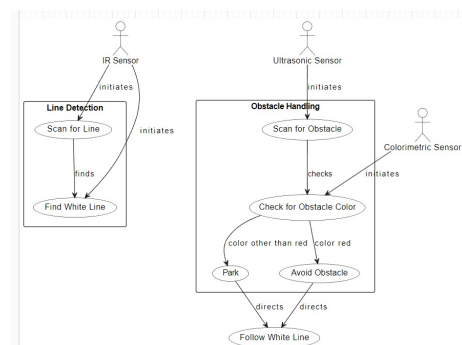 IR Sensor
Ultrasonic Sensor
initiates
initiates
Line Detection
Obstacle Handling
Scan for Line
initiates
Scan for Obstacle
Colorimetric Sensor
finds
checks
initiates
Find White Line
Check for Obstacle Color
color other than red
color red
Park
Avoid Obstacle
directs
directs
Follow White Line